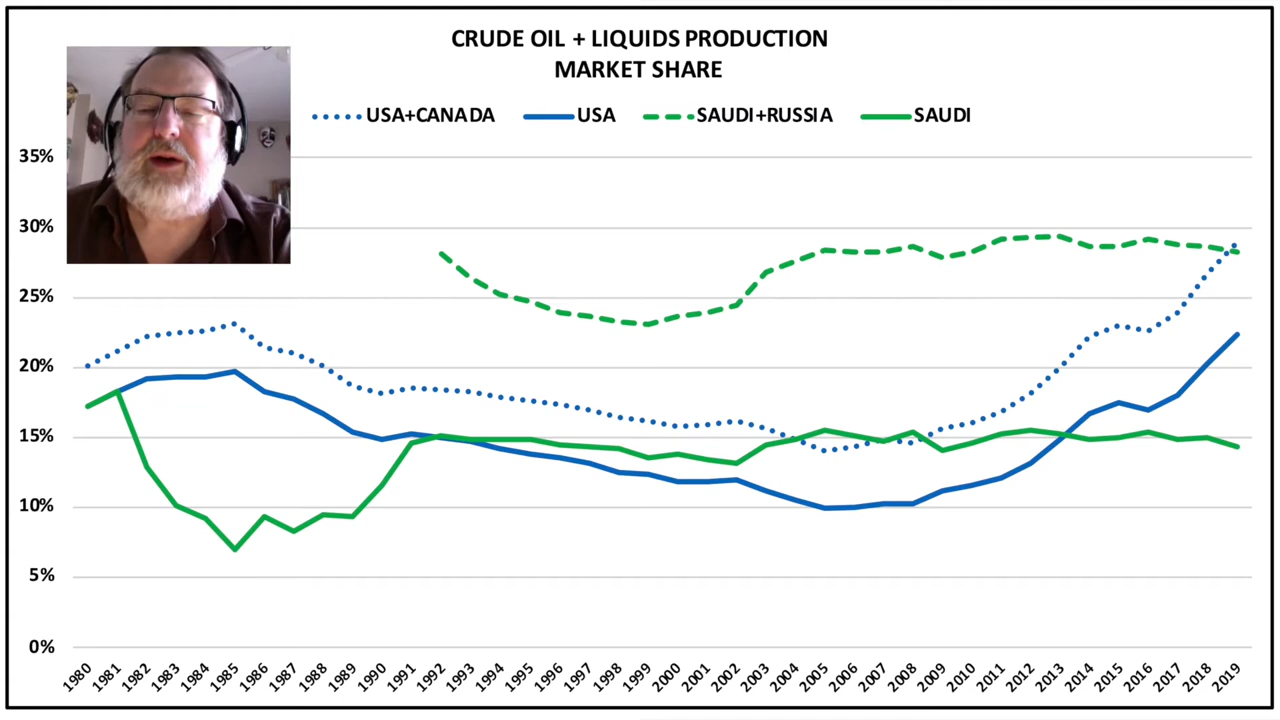 CRUDE OIL + LIQUIDS PRODUCTION
MARKET SHARE
USA+CANADA USA SAUDI+RUSSIA SAUDI
35%
30%
25%
20%
15%
10%
5%
0%
1980 1981 1982 1983 1984 1985 1986 1987 1988 1989 1990 1991 1992 1993 1994 1995 1996 1997 1998 1999 2000 2001 2002 2003 2004 2005 2006 2007 2008 2009 2010 2011 2012 2013 2014 2015 2016 2017 2018 2019